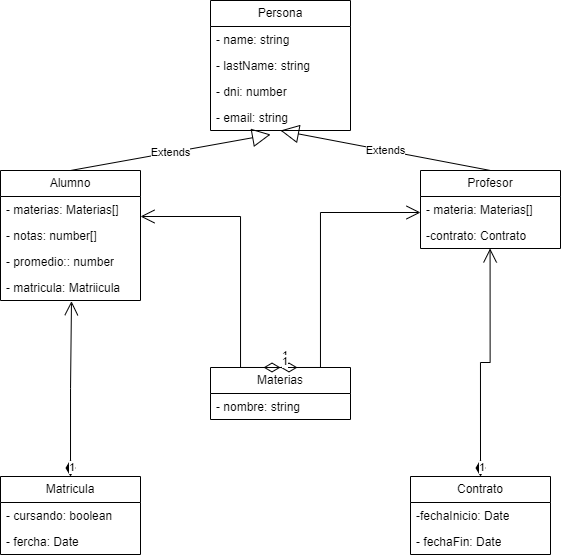 Persona
- name: string
- lastName: string
- dni: number
- email: string
Extends
Extends
Alumno
- materias: Materias[]
- notas: number[]
- promedio:: number
- matricula: Matriicula
Profesor
- materia: Materias[]
-contrato: Contrato
1
1
Materias
- nombre: string
1
Matricula
- cursando: boolean
- fercha: Date
1
Contrato
-fechaInicio: Date
- fechaFin: Date